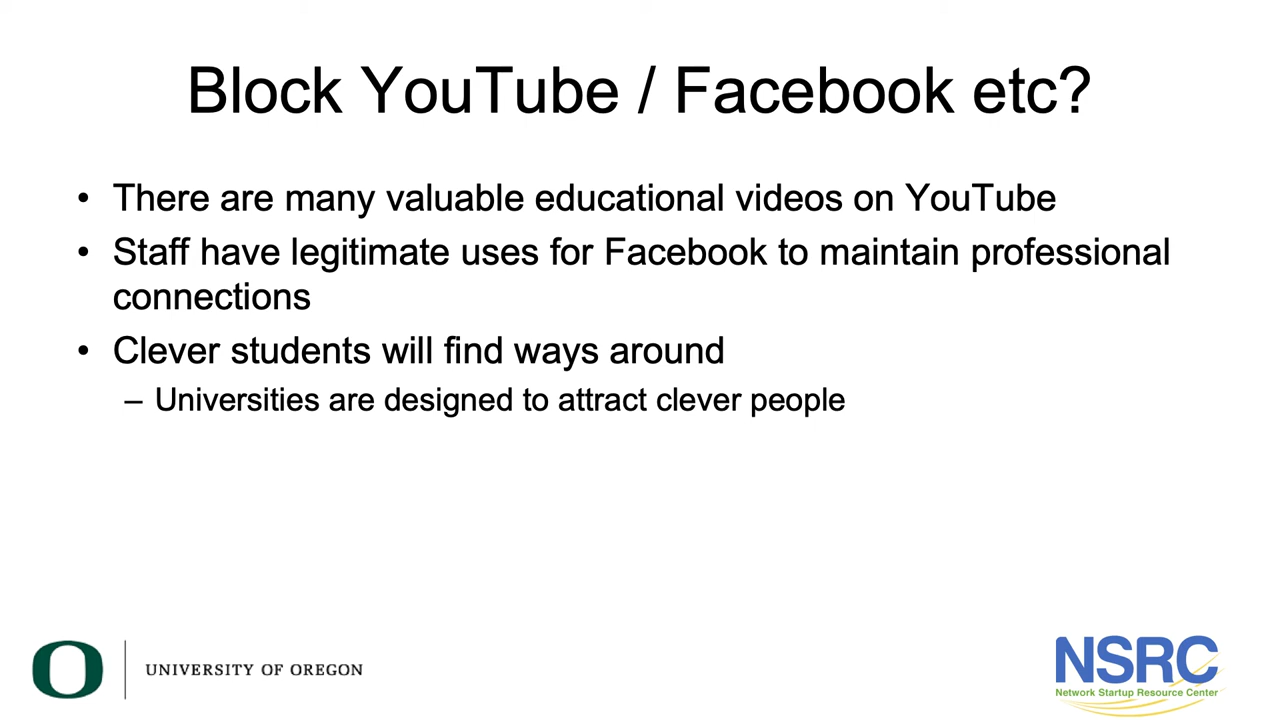 Block YouTube / Facebook etc?
• There are many valuable educational videos on YouTube
• Staff have legitimate uses for Facebook to maintain professional
connections
• Clever students will find ways around
– Universities are designed to attract clever people
O
UNIVERSITY OF OREGON
NSRC
Network Startup Resource Center